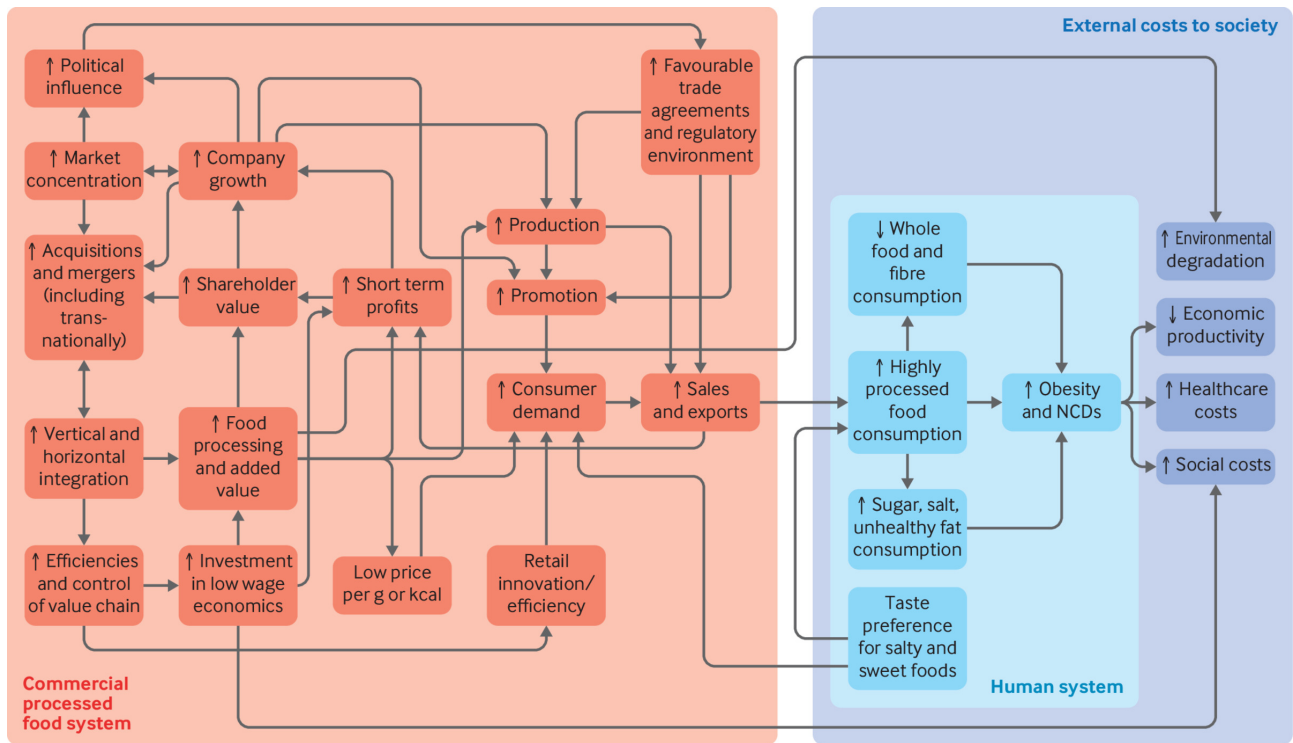 External costs to society
↑ Political
influence
↑ Favourable
trade
agreements
and regulatory
environment
↑ Market
concentration
↑ Company
growth
↑ Production
↓ Whole
food and
fibre
consumption
↑ Environmental
degradation
↑ Acquisitions
and mergers
(including
trans-
nationally)
↑ Shareholder
value
↑ Short term
profits
↑ Promotion
↓ Economic
productivity
↑ Consumer
demand
↑ Sales
and exports
↑ Highly
processed
food
consumption
↑ Obesity
and NCDs
↑ Healthcare
costs
↑ Vertical and
horizontal
integration
↑ Food
processing
and added
value
↑ Social costs
↑ Sugar, salt,
unhealthy fat
consumption
↑ Efficiencies
and control
of value chain
↑ Investment
in low wage
economics
Low price
per g or kcal
Retail
innovation/
efficiency
Taste
preference
for salty and
sweet foods
Commercial
processed
food system
Human system